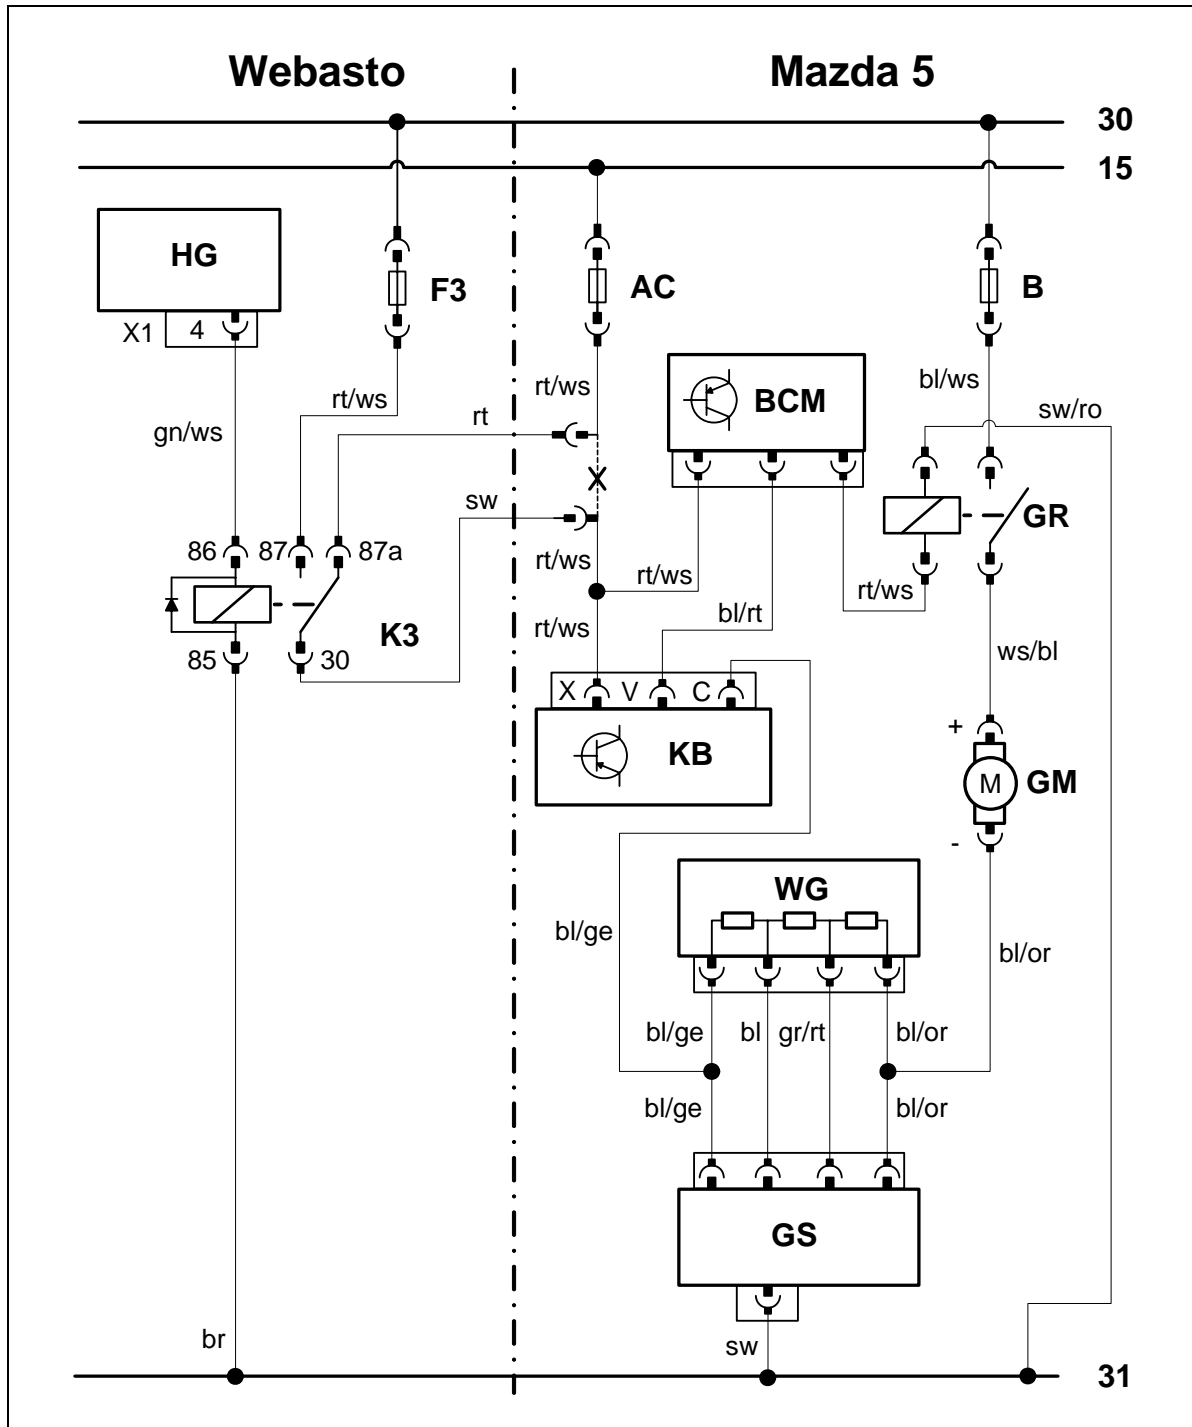 Webasto Mazda 5
30
15
HG
F3 AC B
X1 4
rt/ws bl/ws
BCM
rt/ws sw/ro
gn/ws rt
sw GR
86 87 87a rt/ws
rt/ws rt/ws
bl/rt
K3 rt/ws
85 30 ws/bl
X V C
+
KB
M GM
-
WG
bl/ge bl/or
bl/ge bl gr/rt bl/or
bl/ge bl/or
GS
br sw
31